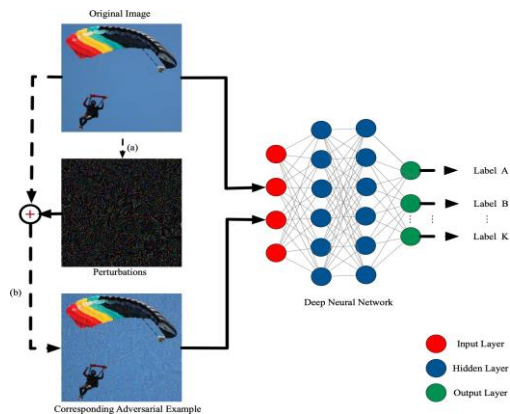 Original Image
(a)
Perturbations
(b)
Corresponding Adversarial Example
Label A
Label B
Label K
Deep Neural Network
Input Layer
Hidden Layer
Output Layer